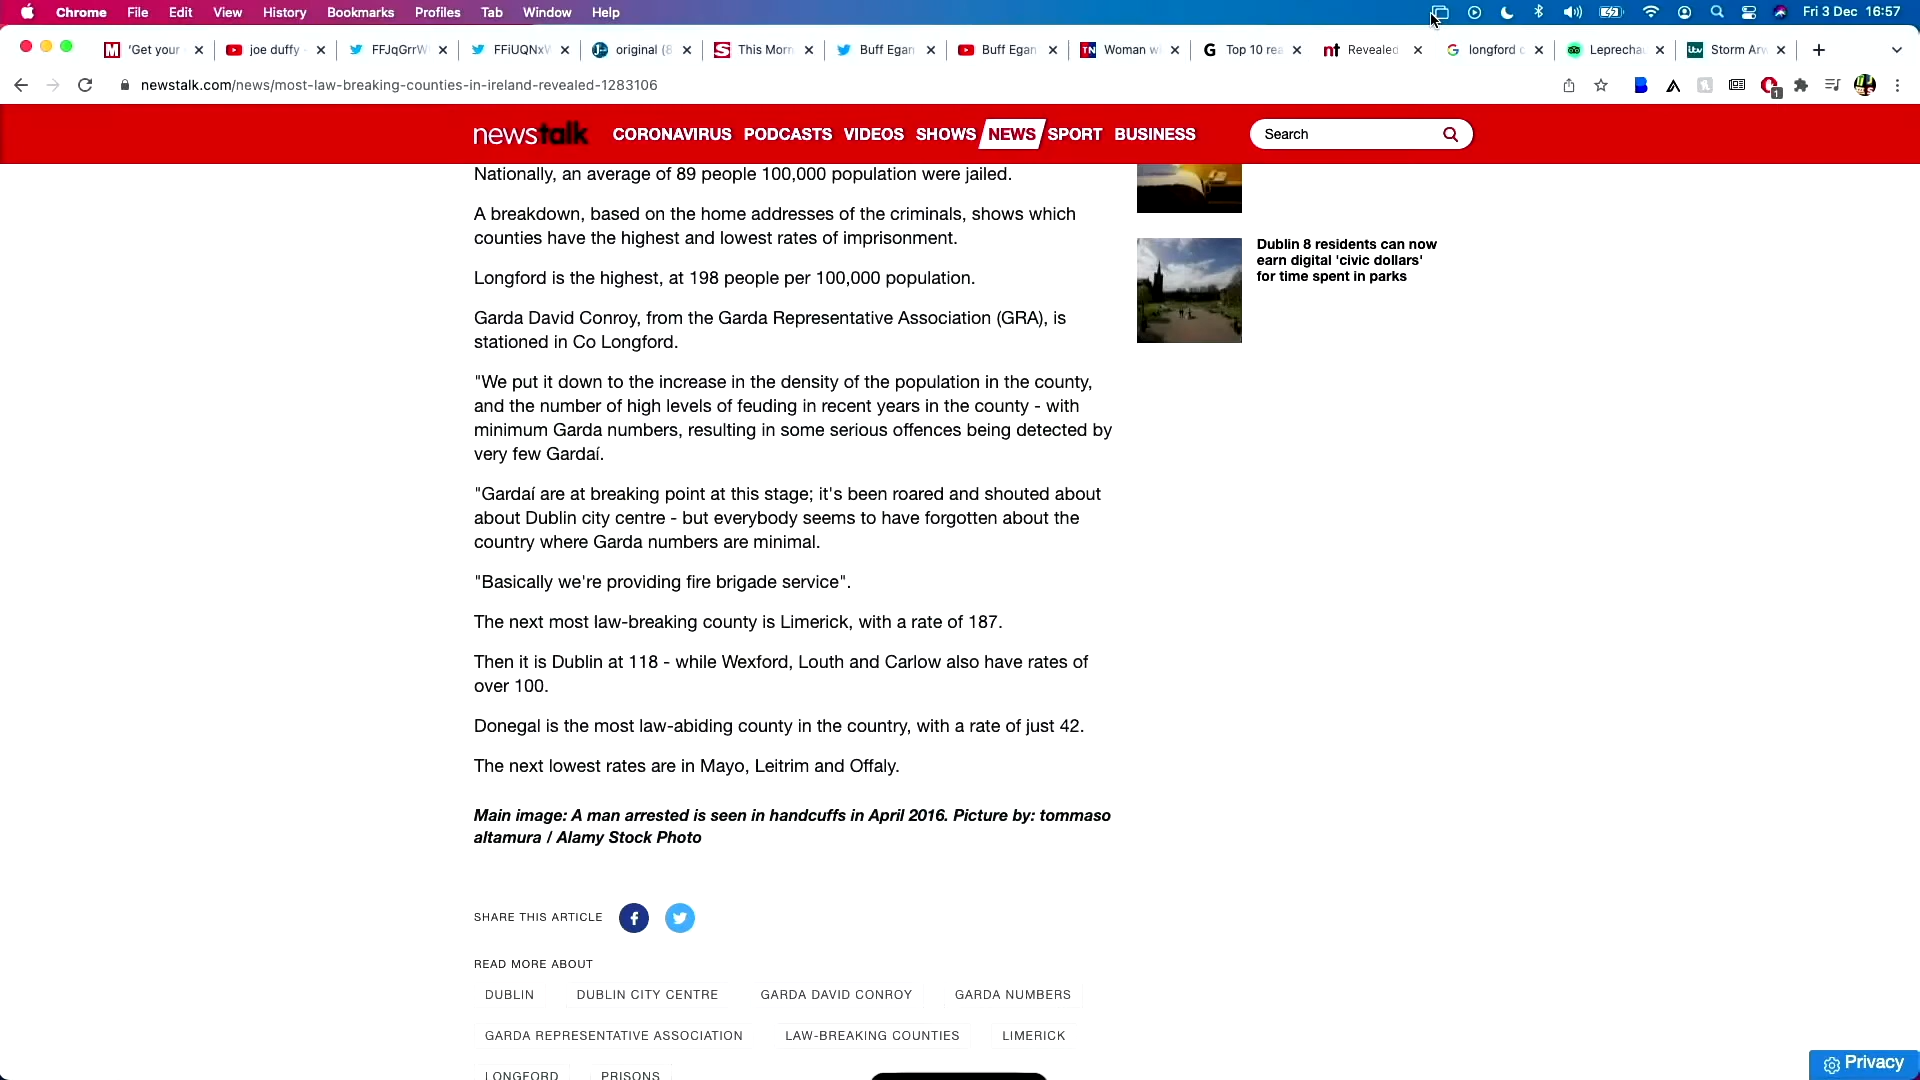 Chrome File Edit View History Bookmarks Profiles Tab Window Help Fri 3 Dec 16:57
'Get your joe duffy FFJqGrrW FFiUQNxW original (8 This Morn Buff Egan Buff Egan Woman wi Top 10 rea Revealed longford c Leprechau Storm Arw
newstalk.com/news/most-law-breaking-counties-in-ireland-revealed-1283106
newstalk CORONAVIRUS PODCASTS VIDEOS SHOWS NEWS SPORT BUSINESS Search
Nationally, an average of 89 people 100,000 population were jailed.
A breakdown, based on the home addresses of the criminals, shows which
counties have the highest and lowest rates of imprisonment.
Longford is the highest, at 198 people per 100,000 population.
Garda David Conroy, from the Garda Representative Association (GRA), is
stationed in Co Longford.
"We put it down to the increase in the density of the population in the county,
and the number of high levels of feuding in recent years in the county - with
minimum Garda numbers, resulting in some serious offences being detected by
very few Gardaí.
"Gardaí are at breaking point at this stage; it's been roared and shouted about
about Dublin city centre - but everybody seems to have forgotten about the
country where Garda numbers are minimal.
"Basically we're providing fire brigade service".
The next most law-breaking county is Limerick, with a rate of 187.
Then it is Dublin at 118 - while Wexford, Louth and Carlow also have rates of
over 100.
Donegal is the most law-abiding county in the country, with a rate of just 42.
The next lowest rates are in Mayo, Leitrim and Offaly.
Main image: A man arrested is seen in handcuffs in April 2016. Picture by: tommaso
altamura / Alamy Stock Photo
SHARE THIS ARTICLE
READ MORE ABOUT
DUBLIN DUBLIN CITY CENTRE GARDA DAVID CONROY GARDA NUMBERS
GARDA REPRESENTATIVE ASSOCIATION LAW-BREAKING COUNTIES LIMERICK
LONGFORD PRISONS
Dublin 8 residents can now
earn digital 'civic dollars'
for time spent in parks
Privacy